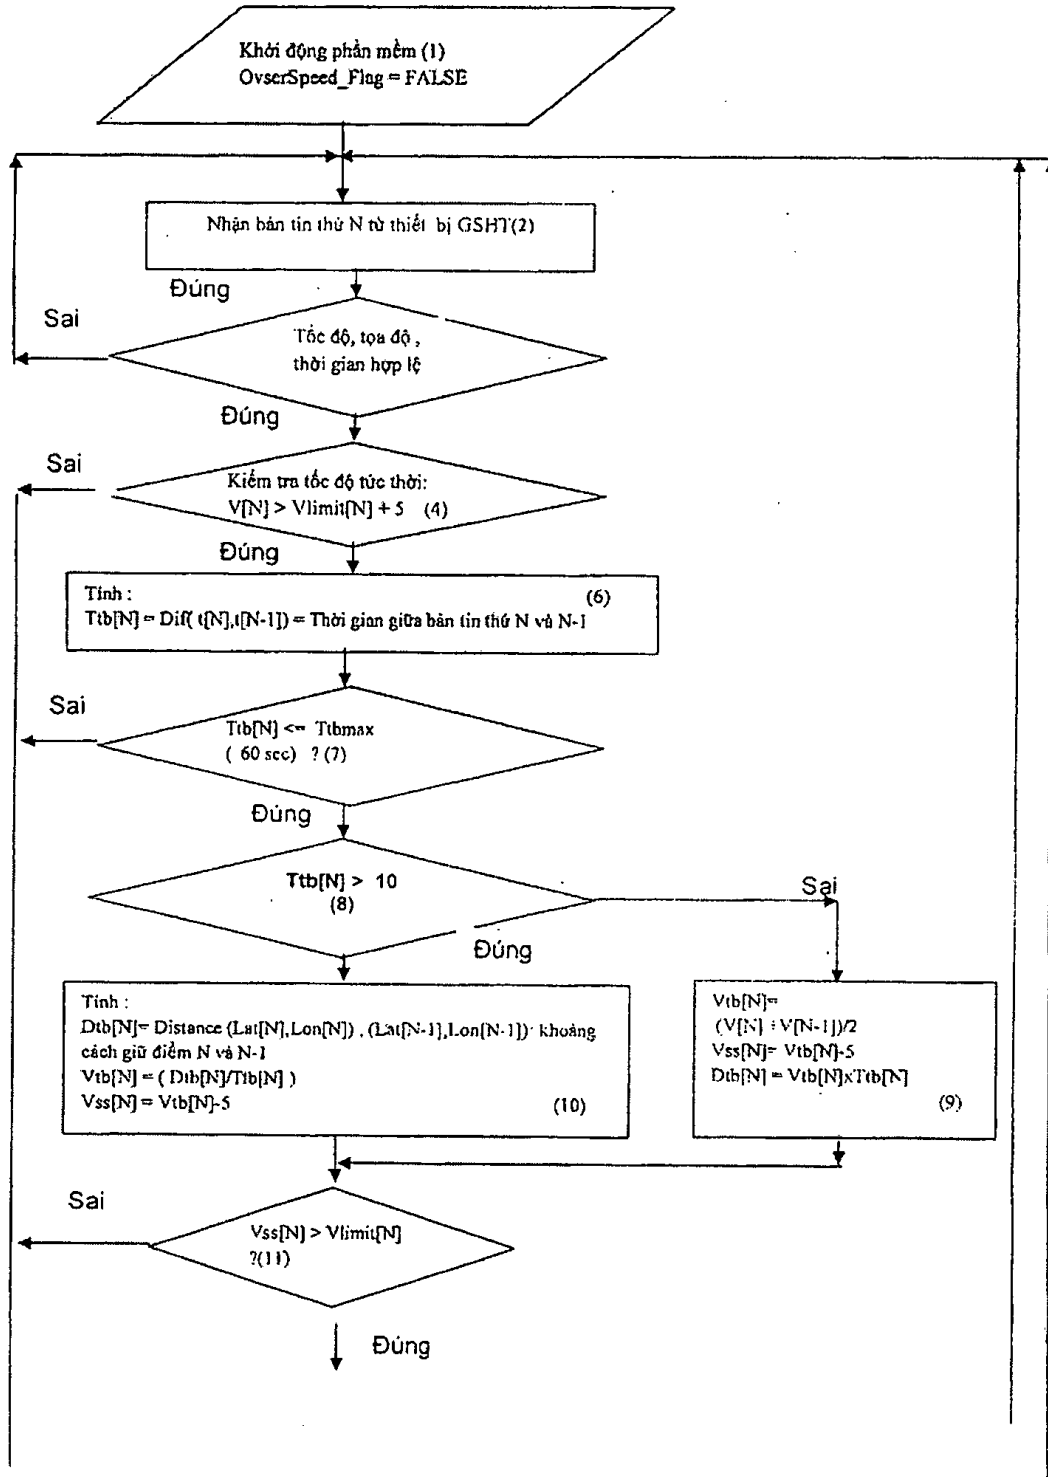 Khởi động phần mềm (1)
OvserSpeed_Flag = FALSE
Nhận bản tin thứ N từ thiết bị GSHT(2)
Đúng
Sai
Tốc độ, tọa độ ,
thời gian hợp lệ
Đúng
Sai
Kiểm tra tốc độ tức thời:
V[N] > Vlimit[N] + 5 (4)
Đúng
Tính :
(6)
Ttb[N] = Dif( t[N],t[N-1]) = Thời gian giữa bản tin thứ N và N-1
Sai
Ttb[N] <= Ttbmax
( 60 sec) ? (7)
Đúng
Ttb[N] > 10
(8)
Sai
Đúng
Tính :
Dtb[N]= Distance (Lat[N],Lon[N]) , (Lat[N-1],Lon[N-1]) khoảng
cách giữ điểm N và N-1
Vtb[N] = ( Dtb[N]/Ttb[N] )
Vss[N] = Vtb[N]-5
(10)
Vtb[N]=
(V[N] + V[N-1])/2
Vss[N]= Vtb[N]-5
Dtb[N] = Vtb[N]xTtb[N]
(9)
Sai
Vss[N] > Vlimit[N]
?(11)
Đúng